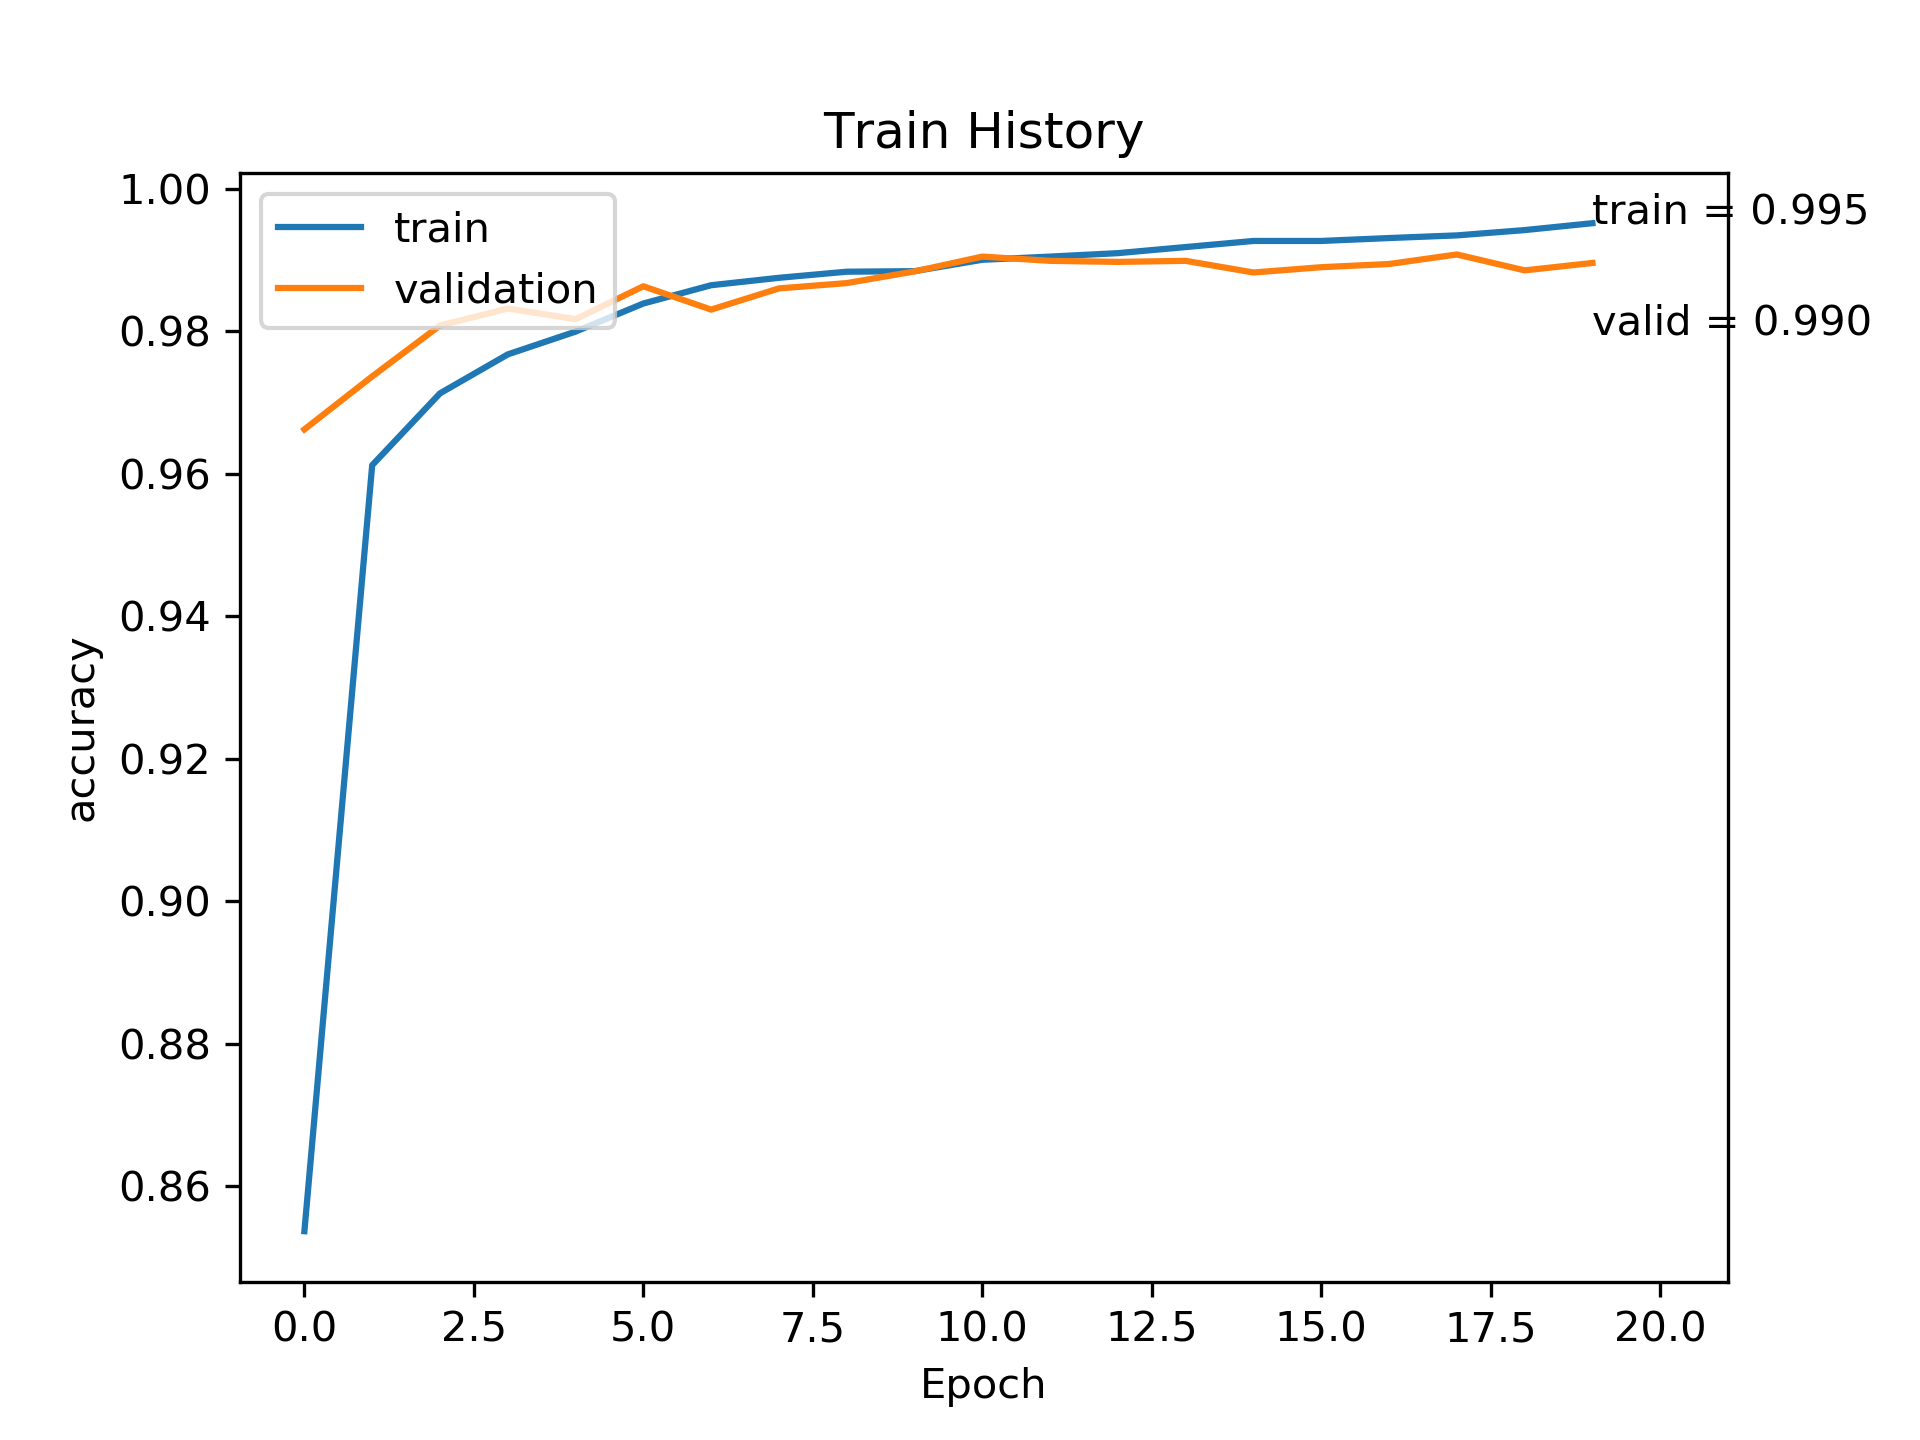 Train History
1.00
0.98
0.96
0.94
0.92
0.90
0.88
0.86
accuracy
train
validation
train = 0.995
valid = 0.990
0.0 2.5 5.0 7.5 10.0 12.5 15.0 17.5 20.0
Epoch